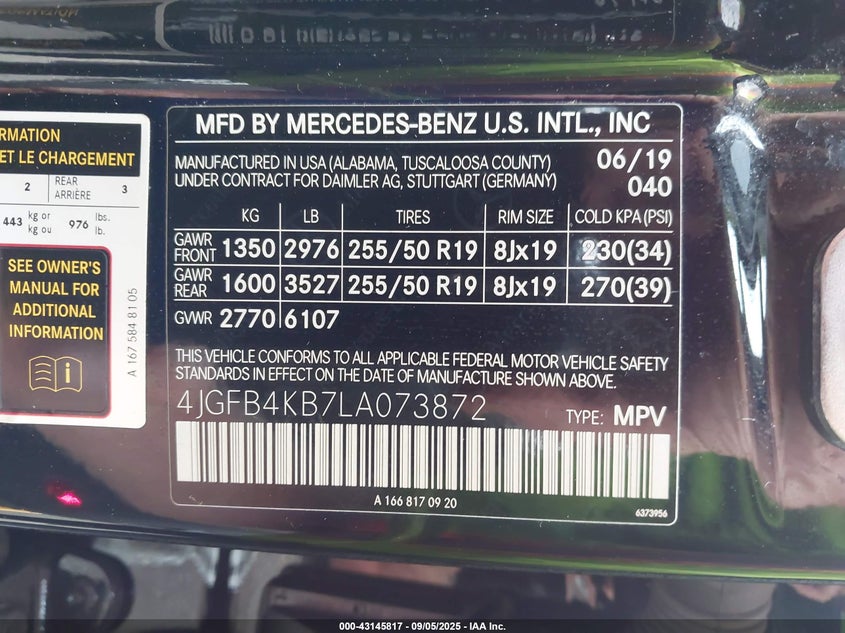 RMATION
ET LE CHARGEMENT
2 REAR ARRIÈRE 3
443 kg or kg ou 976 lbs. lb.
SEE OWNER'S
MANUAL FOR
ADDITIONAL
INFORMATION
A 167 584 81 05
MFD BY MERCEDES-BENZ U.S. INTL., INC
MANUFACTURED IN USA (ALABAMA, TUSCALOOSA COUNTY) 06/19
UNDER CONTRACT FOR DAIMLER AG, STUTTGART (GERMANY) 040
KG LB TIRES RIM SIZE COLD KPA (PSI)
GAWR FRONT 1350 2976 255/50 R19 8Jx19 230(34)
GAWR REAR 1600 3527 255/50 R19 8Jx19 270(39)
GVWR 2770 6107
THIS VEHICLE CONFORMS TO ALL APPLICABLE FEDERAL MOTOR VEHICLE SAFETY
STANDARDS IN EFFECT ON THE DATE OF MANUFACTURE SHOWN ABOVE.
4JGFB4KB7LA073872 TYPE: MPV
A 166 817 09 20
6373956
000-43145817 - 09/05/2025 - IAA Inc.